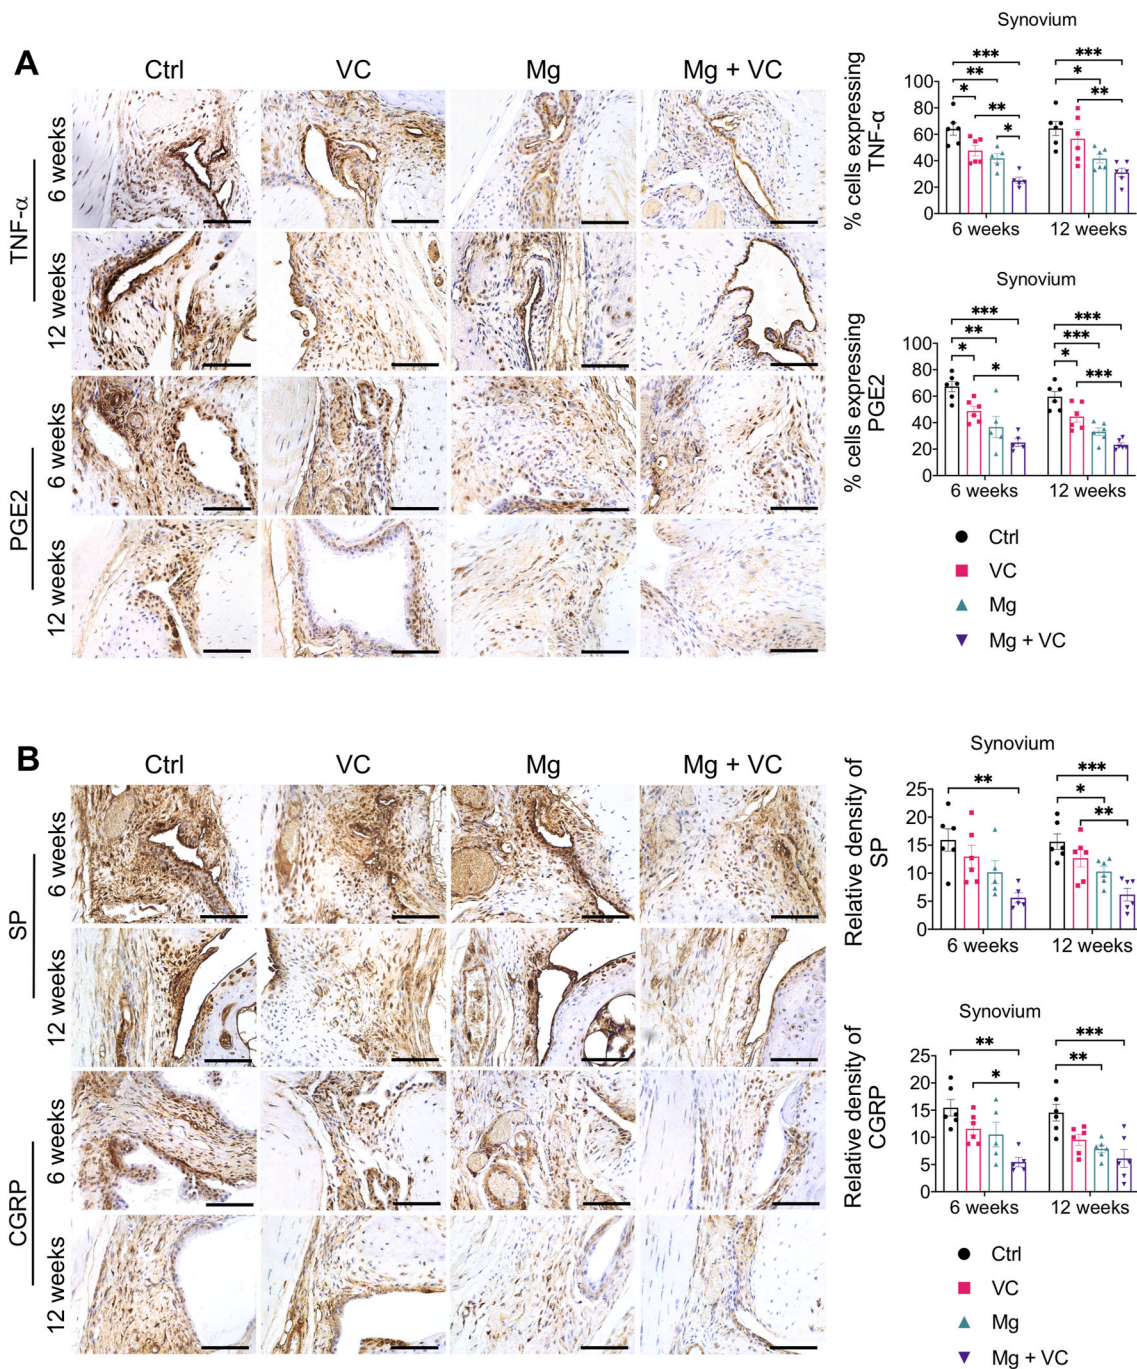 A
Ctrl
VC
Mg
Mg + VC
TNF-α
6 weeks
12 weeks
PGE2
6 weeks
12 weeks
Synovium
% cells expressing
TNF-α
100
80
60
40
20
0
***
**
*
**
*
***
*
**
6 weeks
12 weeks
Synovium
% cells expressing
PGE2
100
80
60
40
20
0
***
**
*
*
***
***
*
***
6 weeks
12 weeks
Ctrl
VC
Mg
Mg + VC
B
Ctrl
VC
Mg
Mg + VC
SP
6 weeks
12 weeks
CGRP
6 weeks
12 weeks
Synovium
Relative density of
SP
25
20
15
10
5
0
**
***
*
**
6 weeks
12 weeks
Synovium
Relative density of
CGRP
25
20
15
10
5
0
**
*
***
**
6 weeks
12 weeks
Ctrl
VC
Mg
Mg + VC